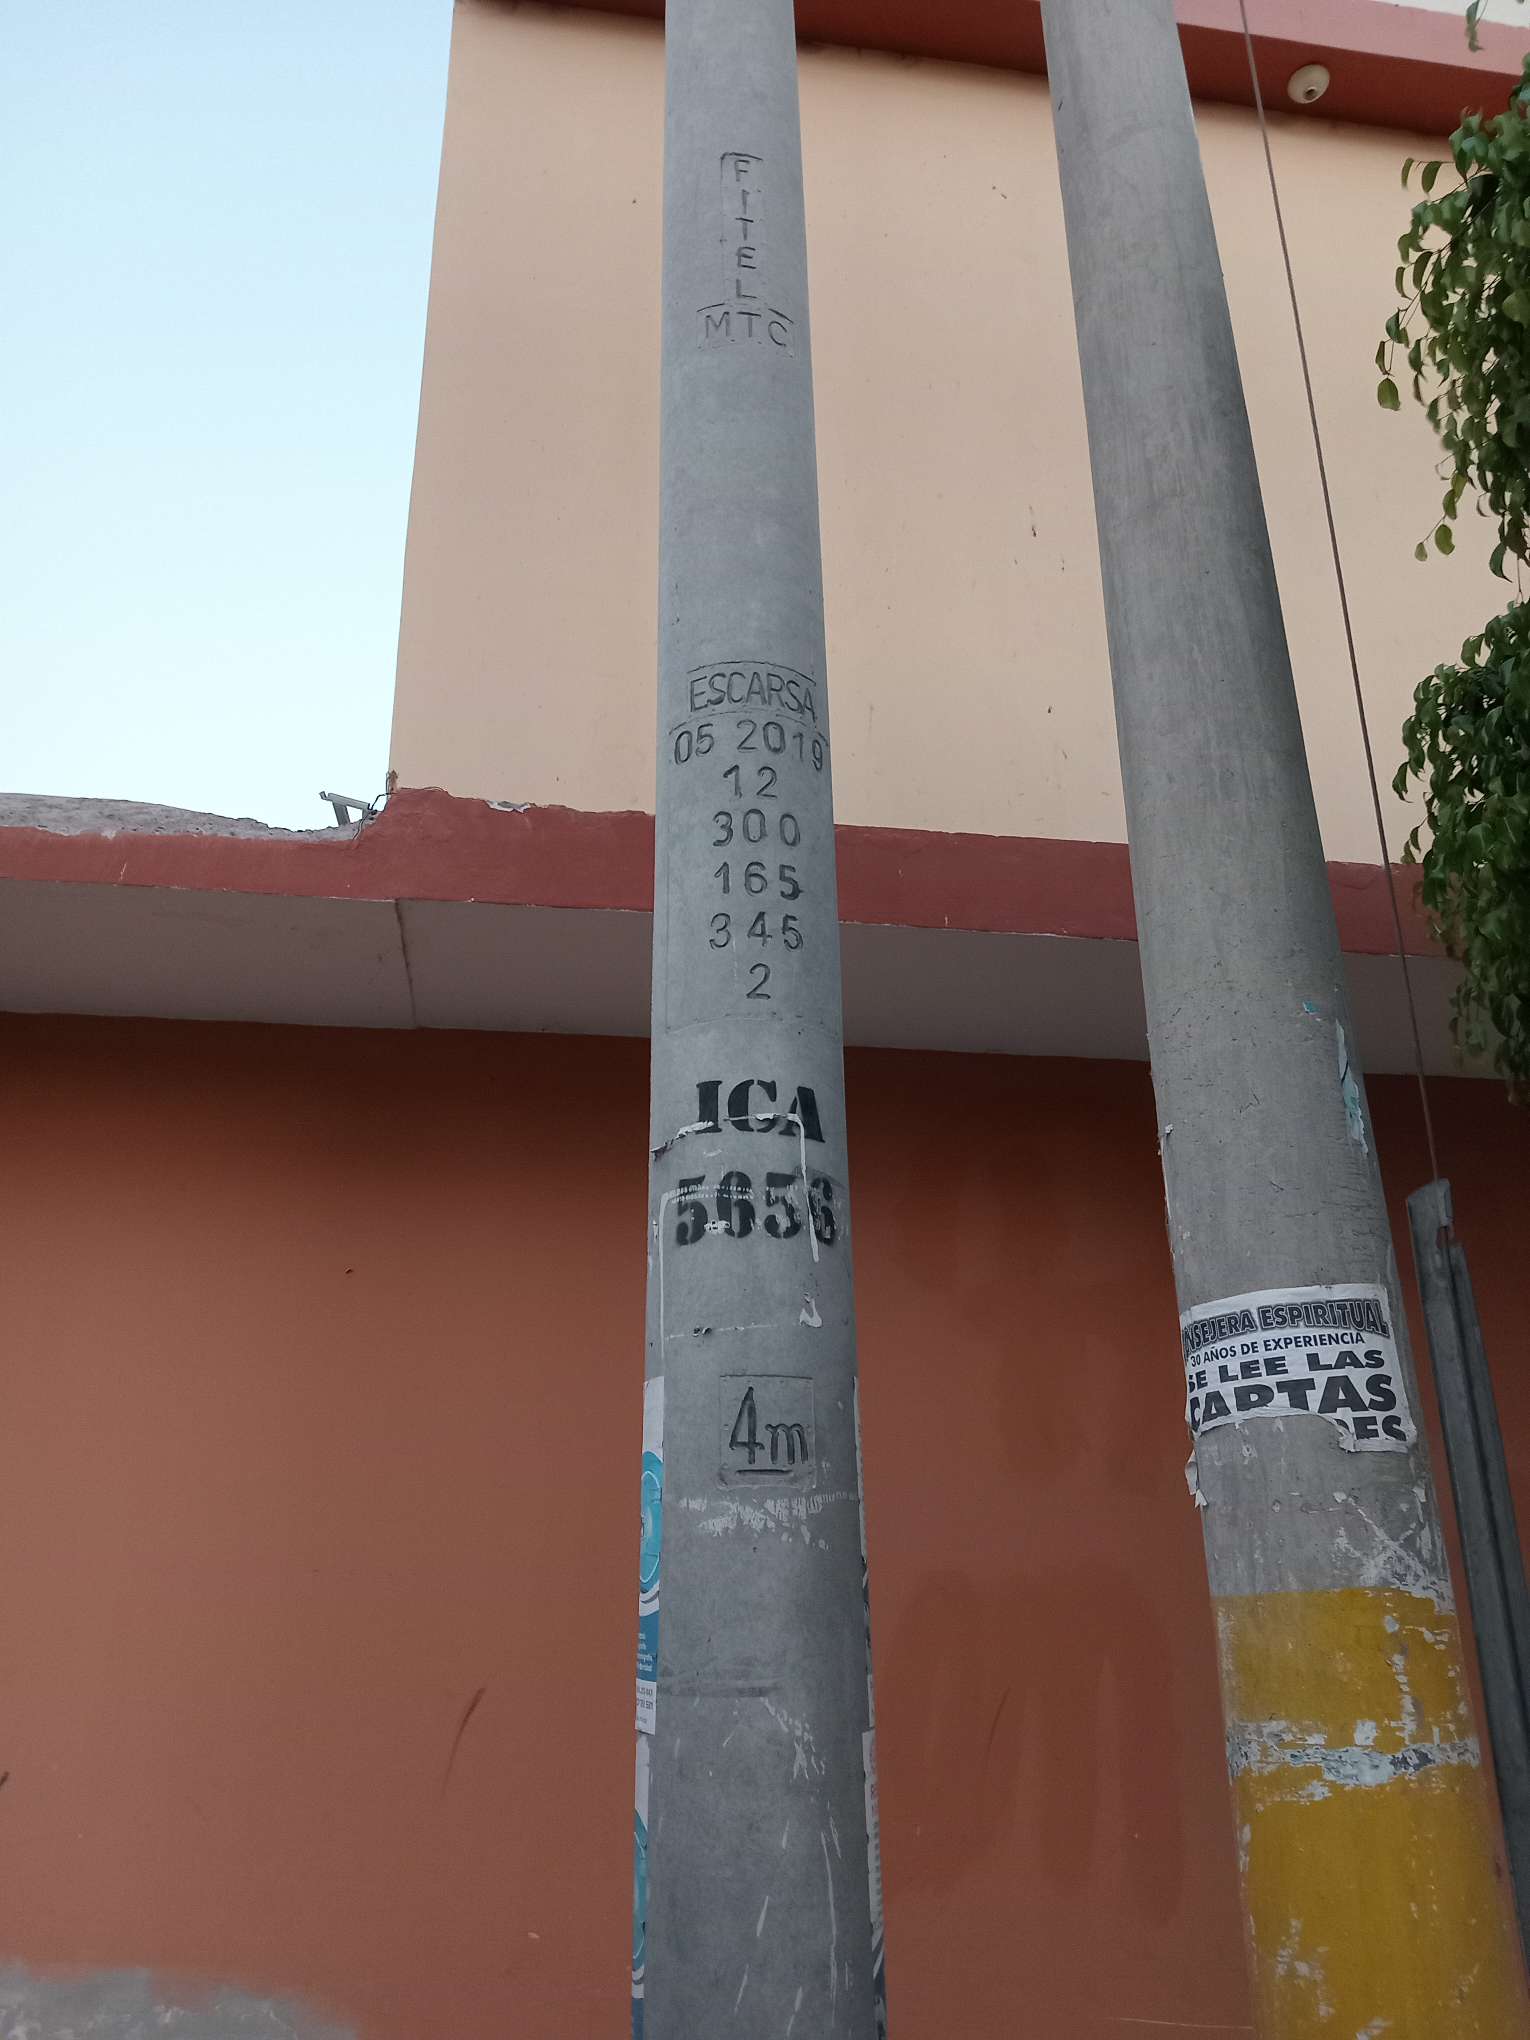 FITEL
MTC
ESCARSA
05 2019
12
300
165
345
2
ICA
5656
4m
ESPIRITUAL
30 AÑOS DE EXPERIENCIA
SE LEE LAS
CARTAS